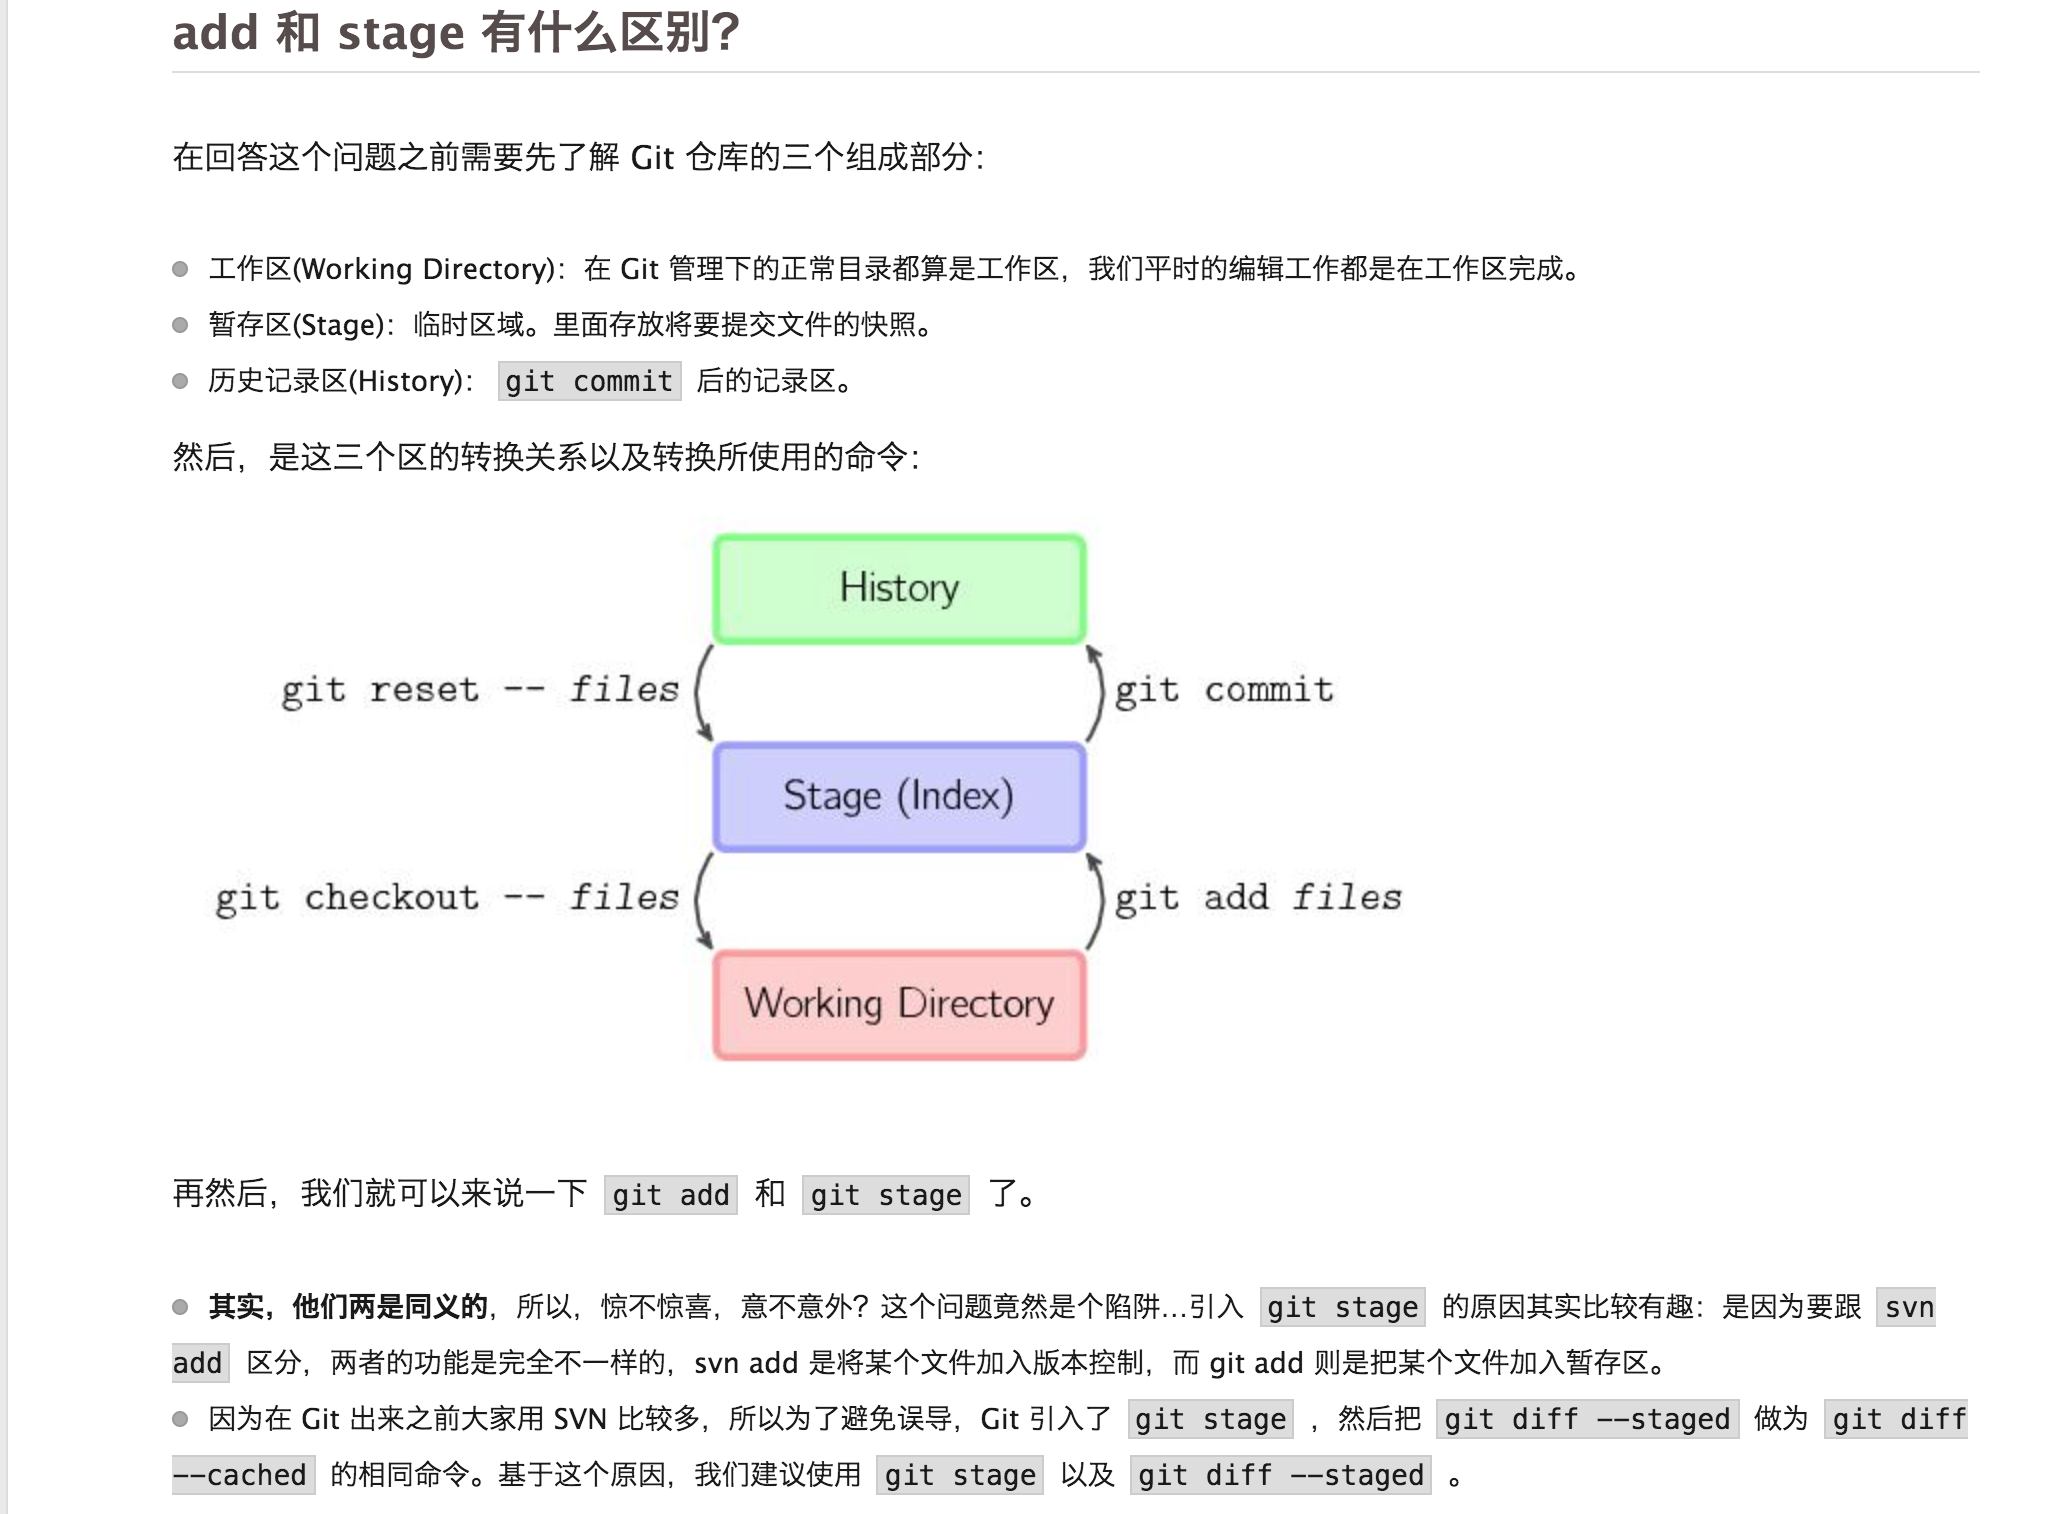 add 和 stage 有什么区别？
在回答这个问题之前需要先了解 Git 仓库的三个组成部分：
工作区(Working Directory)：在 Git 管理下的正常目录都算是工作区，我们平时的编辑工作都是在工作区完成。
暂存区(Stage)：临时区域。里面存放将要提交文件的快照。
历史记录区(History)： git commit 后的记录区。
然后，是这三个区的转换关系以及转换所使用的命令：
History
git reset -- files
git commit
Stage (Index)
git checkout -- files
git add files
Working Directory
再然后，我们就可以来说一下 git add 和 git stage 了。
其实，他们两是同义的，所以，惊不惊喜，意不意外？这个问题竟然是个陷阱…引入 git stage 的原因其实比较有趣：是因为要跟 svn
add 区分，两者的功能是完全不一样的，svn add 是将某个文件加入版本控制，而 git add 则是把某个文件加入暂存区。
因为在 Git 出来之前大家用 SVN 比较多，所以为了避免误导，Git 引入了 git stage ，然后把 git diff --staged 做为 git diff
--cached 的相同命令。基于这个原因，我们建议使用 git stage 以及 git diff --staged 。